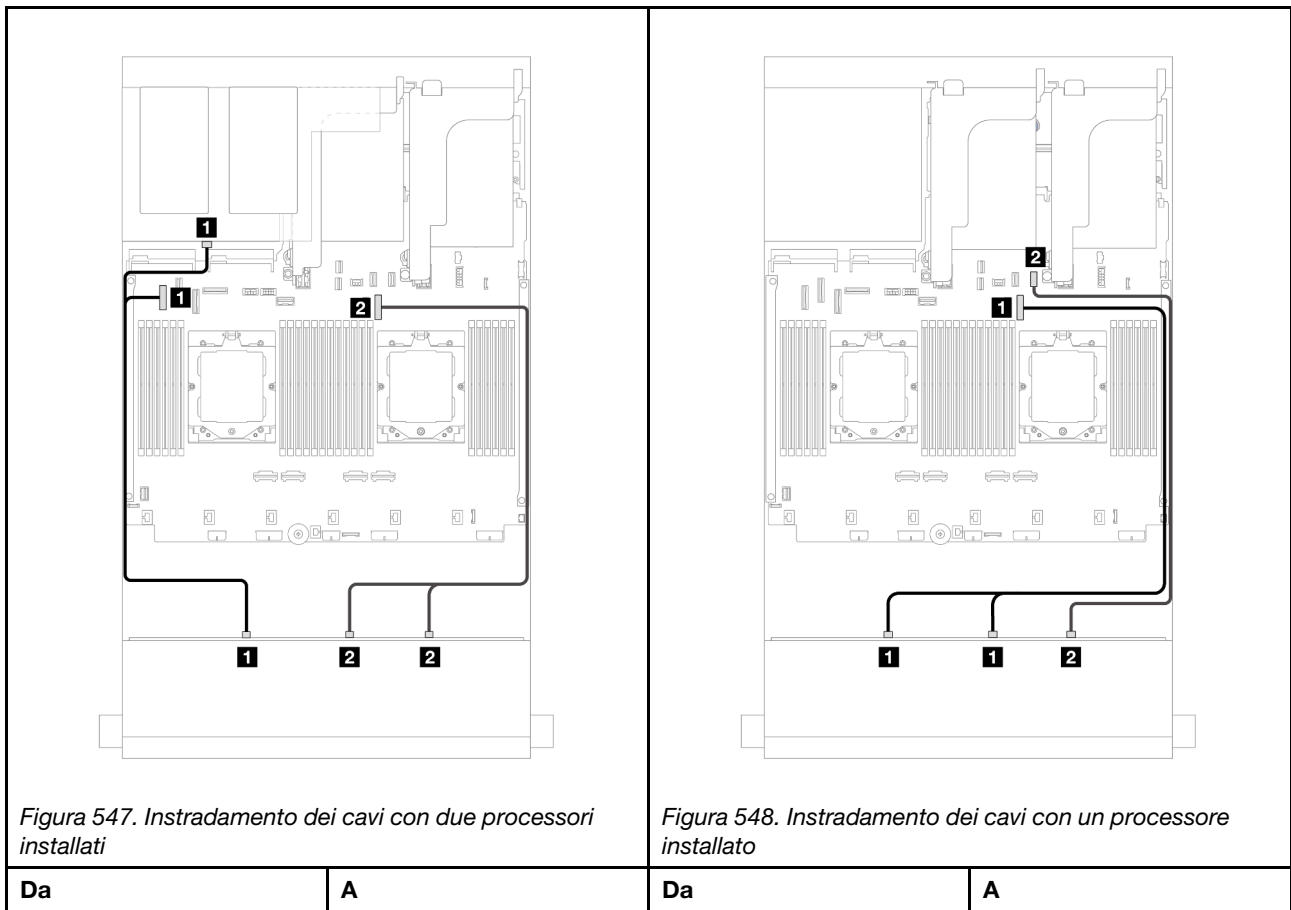 1
1
2
1
2
2
2
1
1
1
2
Figura 547. Instradamento dei cavi con due processori
installati
Figura 548. Instradamento dei cavi con un processore
installato
Da A Da A